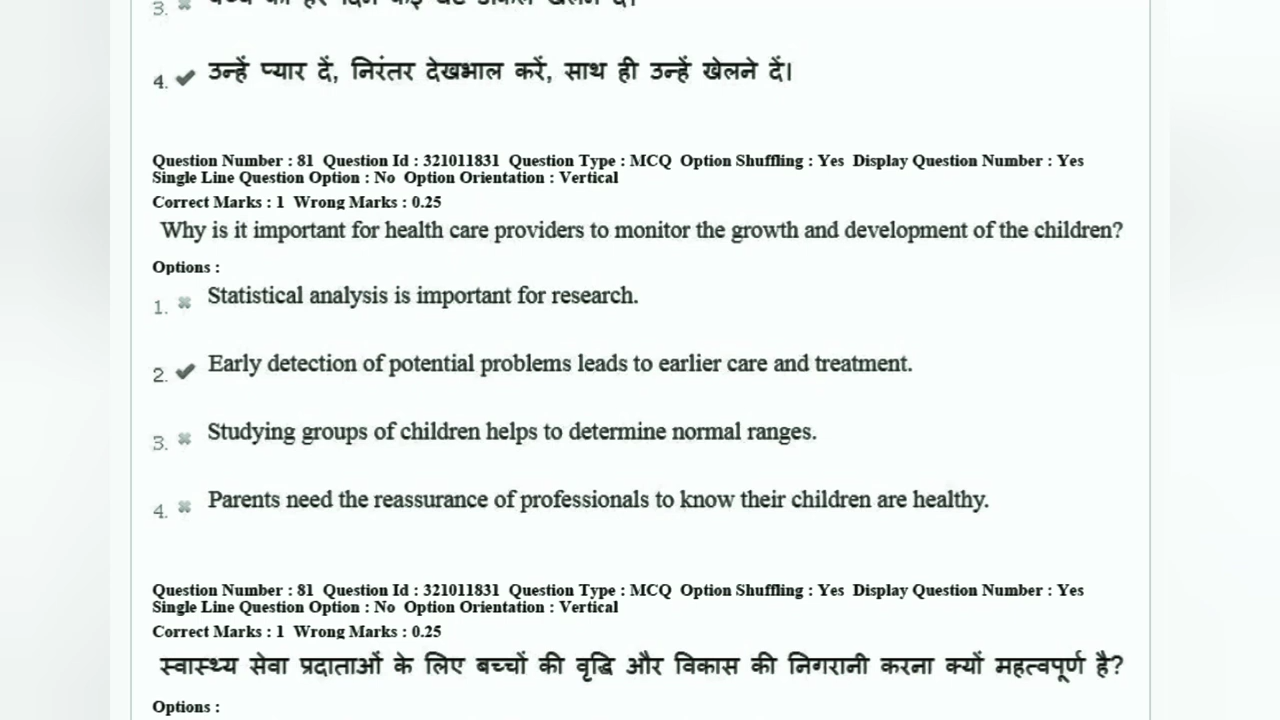 3.
4. उन्हें प्यार दें, निरंतर देखभाल करें, साथ ही उन्हें खेलने दें।
Question Number : 81 Question Id : 321011831 Question Type : MCQ Option Shuffling : Yes Display Question Number : Yes
Single Line Question Option : No Option Orientation : Vertical
Correct Marks : 1 Wrong Marks : 0.25
Why is it important for health care providers to monitor the growth and development of the children?
Options :
1. Statistical analysis is important for research.
2. Early detection of potential problems leads to earlier care and treatment.
3. Studying groups of children helps to determine normal ranges.
4. Parents need the reassurance of professionals to know their children are healthy.
Question Number : 81 Question Id : 321011831 Question Type : MCQ Option Shuffling : Yes Display Question Number : Yes
Single Line Question Option : No Option Orientation : Vertical
Correct Marks : 1 Wrong Marks : 0.25
स्वास्थ्य सेवा प्रदाताओं के लिए बच्चों की वृद्धि और विकास की निगरानी करना क्यों महत्वपूर्ण है?
Options :